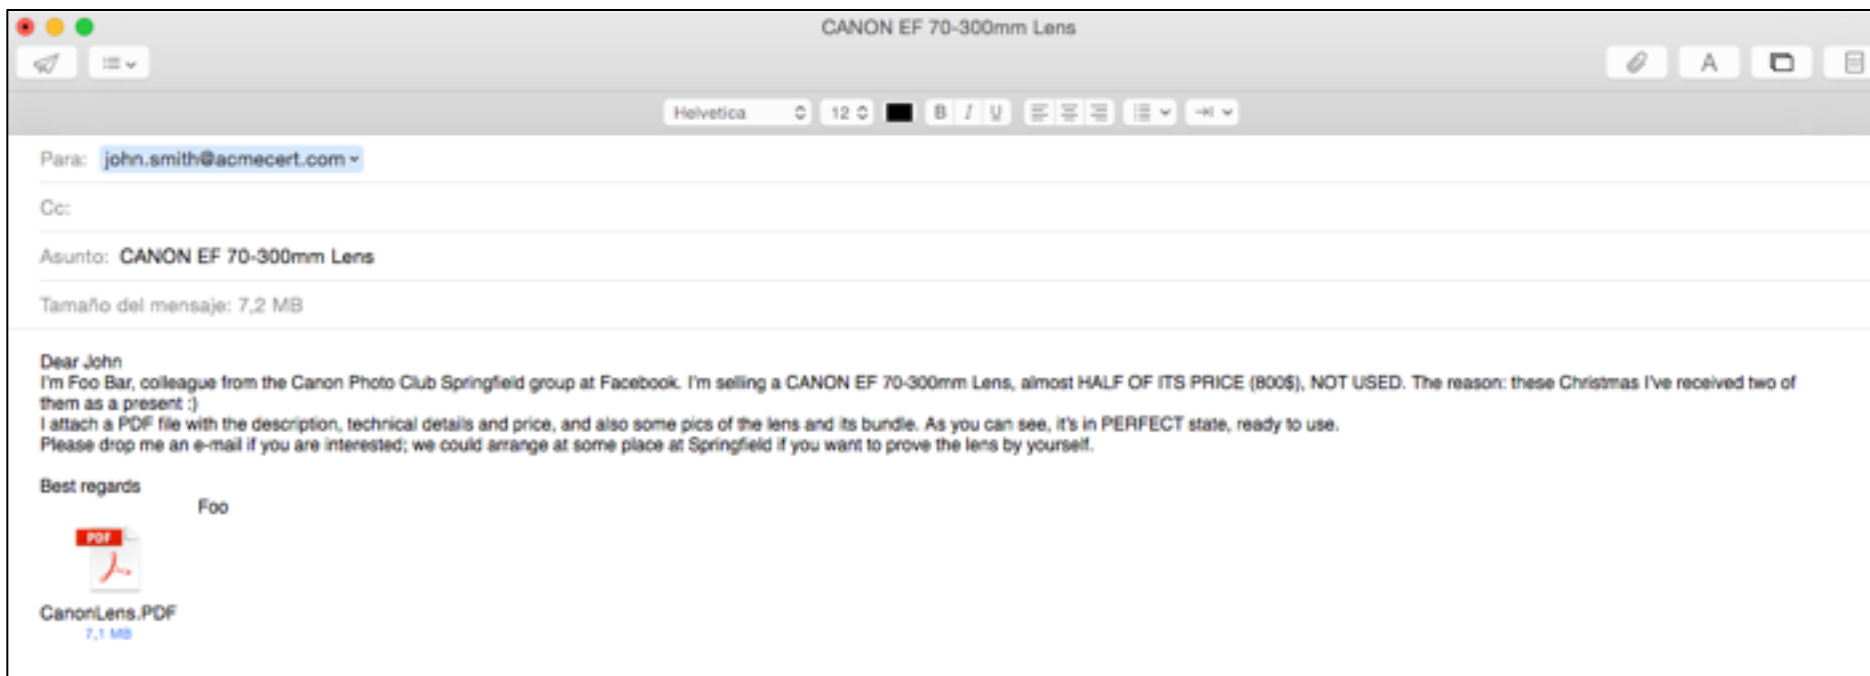 CANON EF 70-300mm Lens
Helvetica 12 B I U
A
Para: john.smith@acmecert.com
Cc:
Asunto: CANON EF 70-300mm Lens
Tamaño del mensaje: 7,2 MB
Dear John
I'm Foo Bar, colleague from the Canon Photo Club Springfield group at Facebook. I'm selling a CANON EF 70-300mm Lens, almost HALF OF ITS PRICE (800$), NOT USED. The reason: these Christmas I've received two of
them as a present :)
I attach a PDF file with the description, technical details and price, and also some pics of the lens and its bundle. As you can see, it's in PERFECT state, ready to use.
Please drop me an e-mail if you are interested; we could arrange at some place at Springfield if you want to prove the lens by yourself.
Best regards
Foo
PDF
CanonLens.PDF
7,1 MB